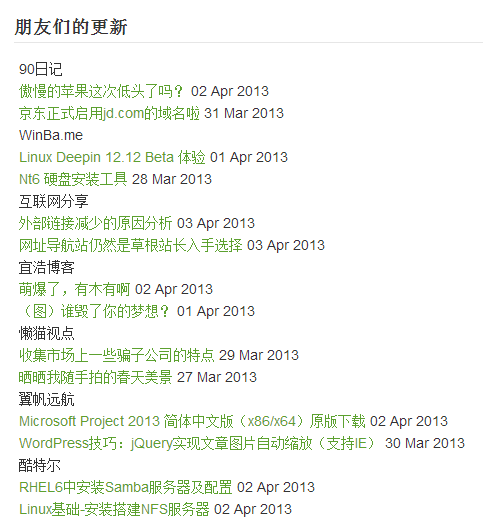 朋友们的更新
90日记
傲慢的苹果这次低头了吗？ 02 Apr 2013
京东正式启用jd.com的域名啦 31 Mar 2013
WinBa.me
Linux Deepin 12.12 Beta 体验 01 Apr 2013
Nt6 硬盘安装工具 28 Mar 2013
互联网分享
外部链接减少的原因分析 03 Apr 2013
网址导航站仍然是草根站长入手选择 03 Apr 2013
宜浩博客
萌爆了，有木有啊 02 Apr 2013
（图）谁毁了你的梦想？ 01 Apr 2013
懒猫视点
收集市场上一些骗子公司的特点 29 Mar 2013
晒晒我随手拍的春天美景 27 Mar 2013
翼帆远航
Microsoft Project 2013 简体中文版（x86/x64）原版下载 02 Apr 2013
WordPress技巧：jQuery实现文章图片自动缩放（支持IE） 30 Mar 2013
酷特尔
RHEL6中安装Samba服务器及配置 02 Apr 2013
Linux基础-安装搭建NFS服务器 02 Apr 2013